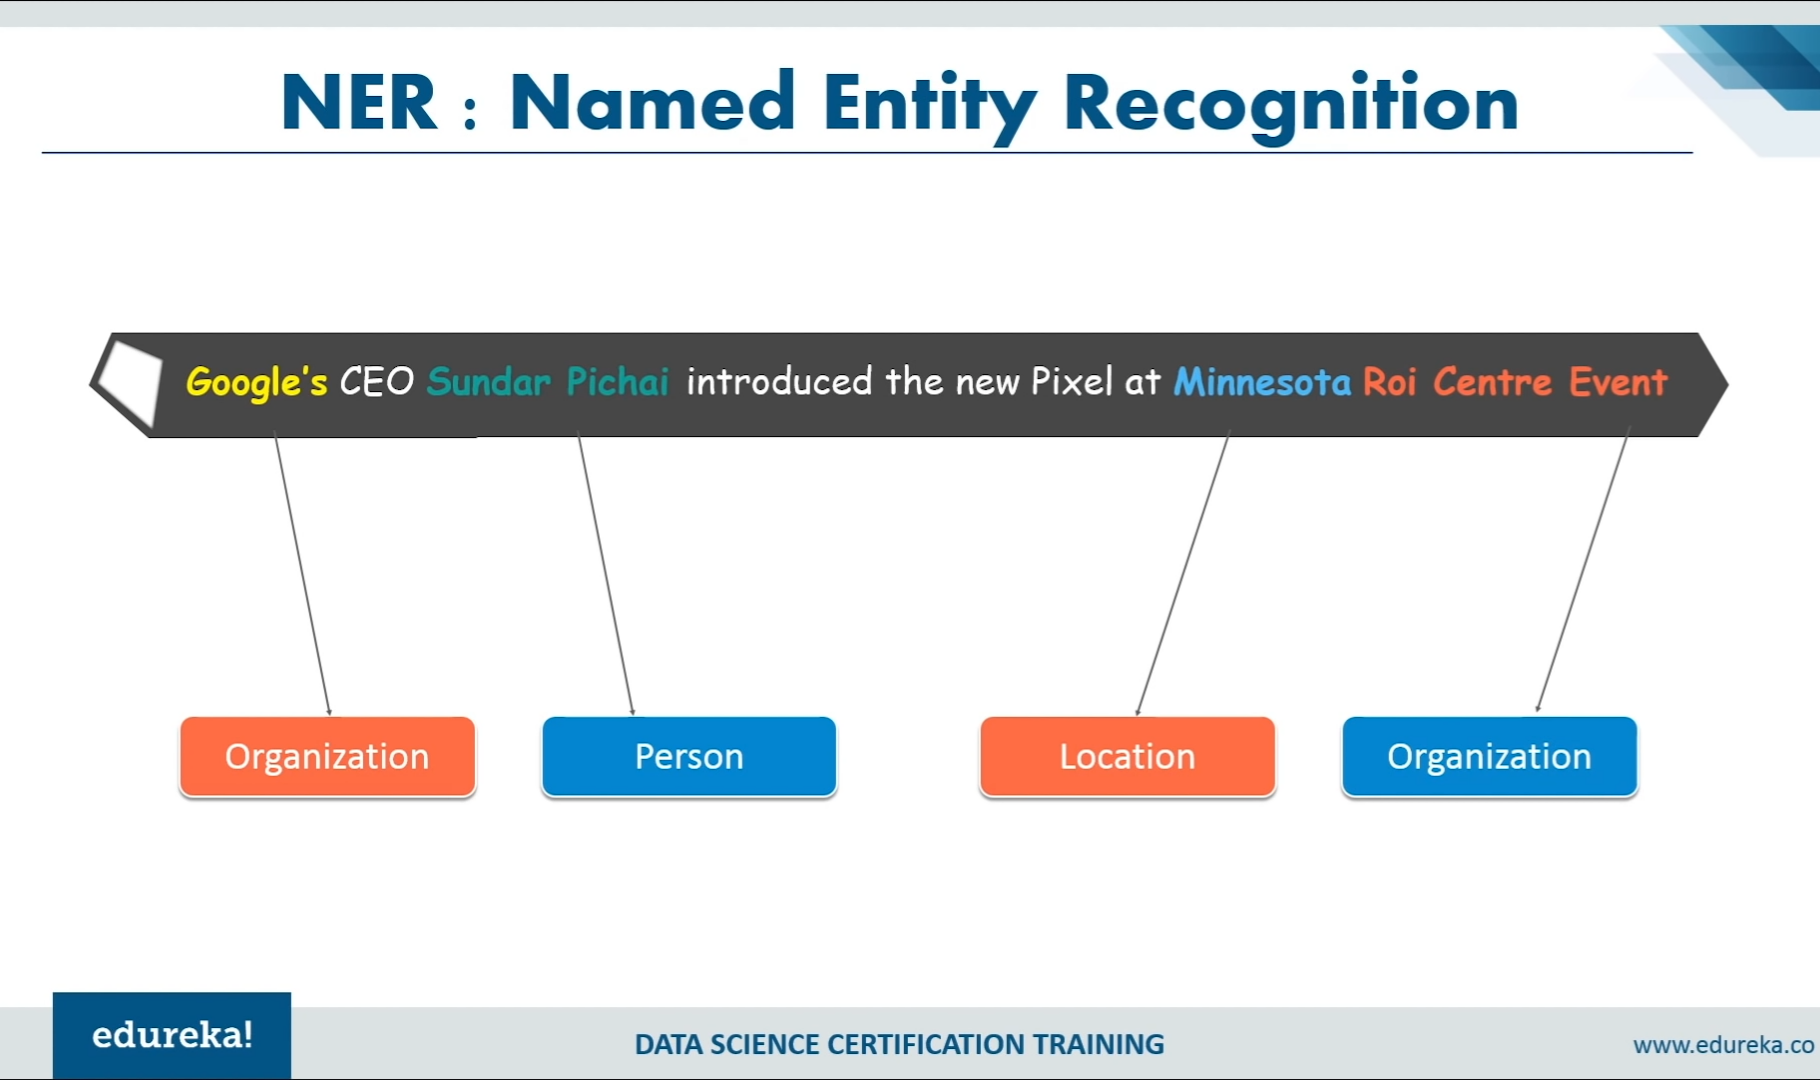 NER : Named Entity Recognition
Google's CEO Sundar Pichai introduced the new Pixel at Minnesota Roi Centre Event
Organization Person Location Organization
edureka! DATA SCIENCE CERTIFICATION TRAINING www.edureka.co